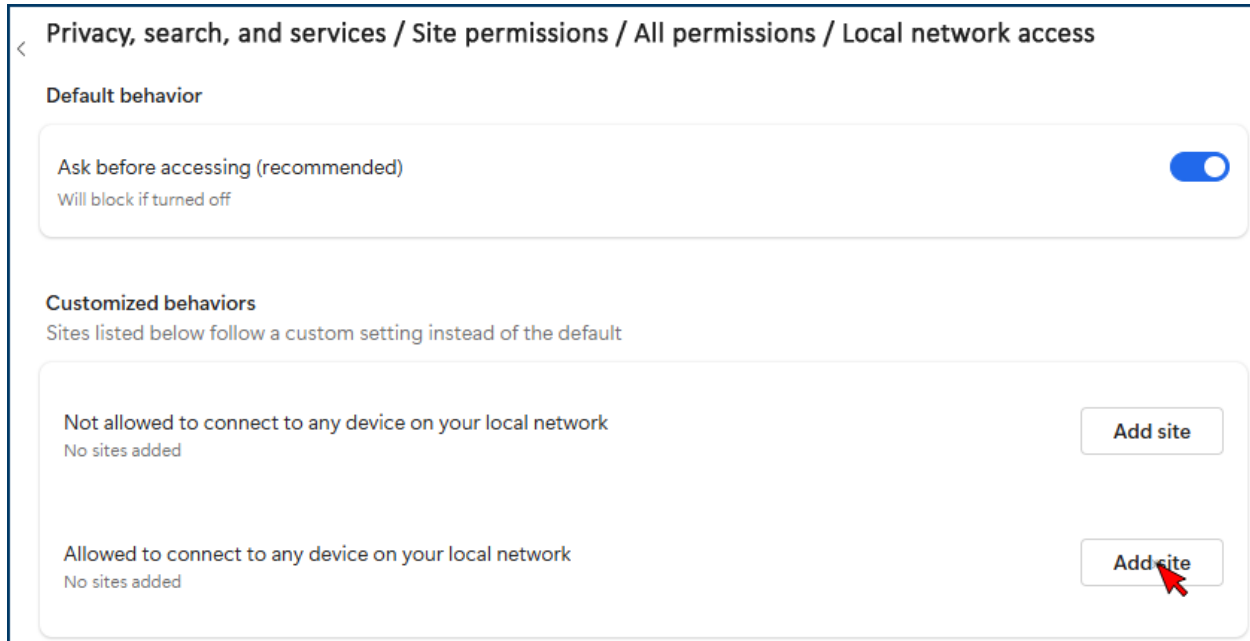 Privacy, search, and services / Site permissions / All permissions / Local network access
Default behavior
Ask before accessing (recommended)
Will block if turned off
Customized behaviors
Sites listed below follow a custom setting instead of the default
Not allowed to connect to any device on your local network
No sites added
Add site
Allowed to connect to any device on your local network
No sites added
Add site